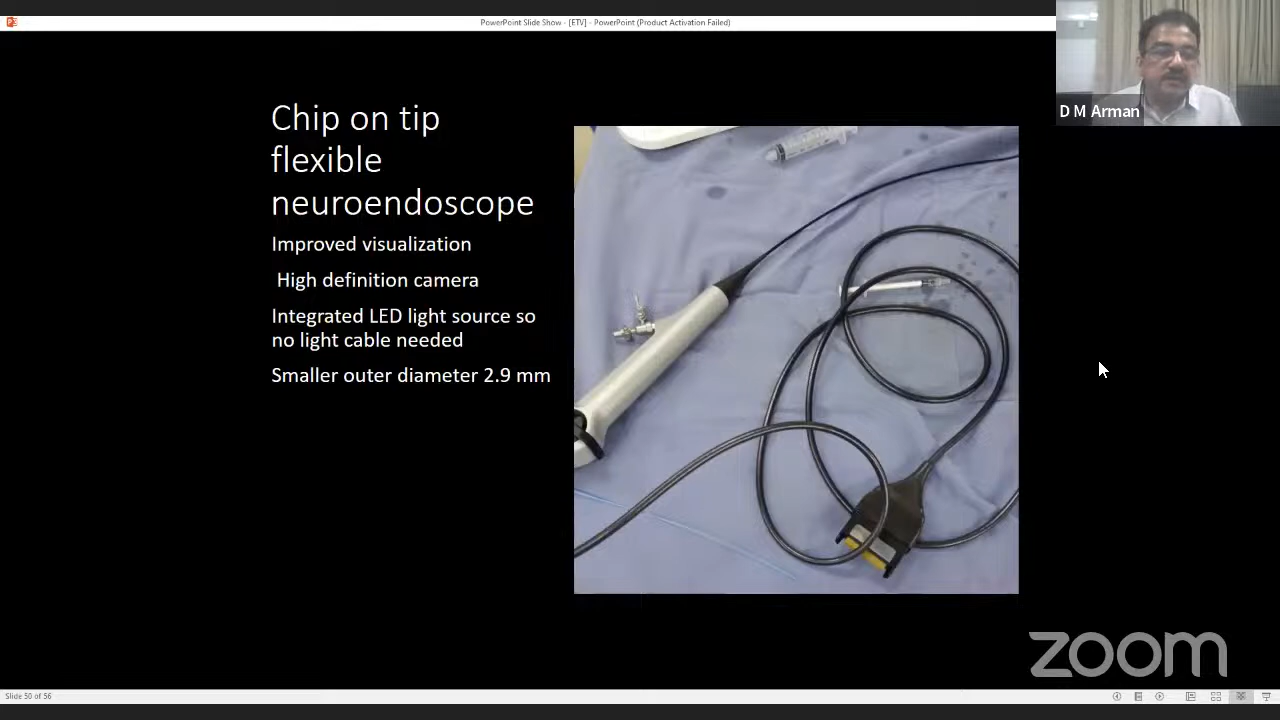 PowerPoint Slide Show - [ETV] - PowerPoint (Product Activation Failed)
D M Arman
Chip on tip
flexible
neuroendoscope
Improved visualization
High definition camera
Integrated LED light source so
no light cable needed
Smaller outer diameter 2.9 mm
zoom
Slide 50 of 56